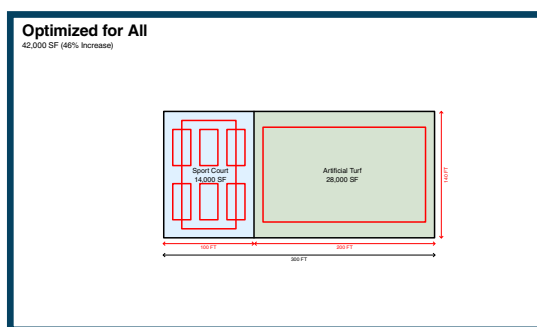 Optimized for All
42,000 SF (46% Increase)
Sport Court
14,000 SF
Artificial Turf
28,000 SF
140 FT
100 FT
200 FT
300 FT